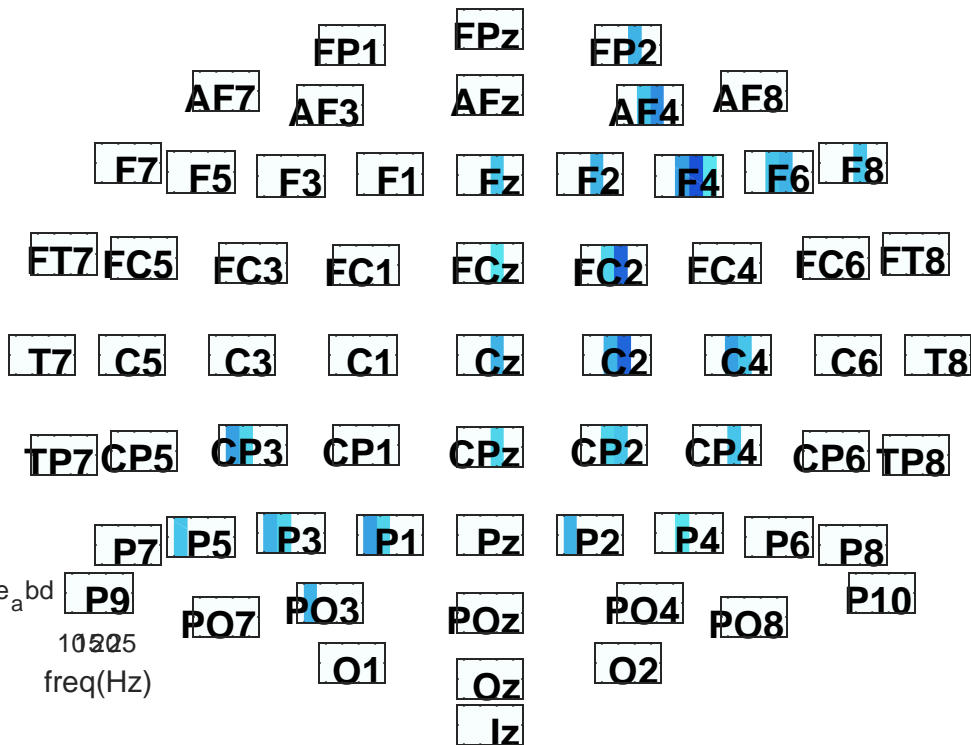 FPz
FP1 FP2
AF7 AF3 AFz AF4 AF8
F7 F5 F3 F1 Fz F2 F4 F6 F8
FT7 FC5 FC3 FC1 FCz FC2 FC4 FC6 FT8
T7 C5 C3 C1 Cz C2 C4 C6 T8
TP7 CP5 CP3 CP1 CPz CP2 CP4 CP6 TP8
P7 P5 P3 P1 Pz P2 P4 P6 P8
e_abd P9 P10
PO7 PO3 POz PO4 PO8
O1 Oz O2
freq(Hz)
Iz